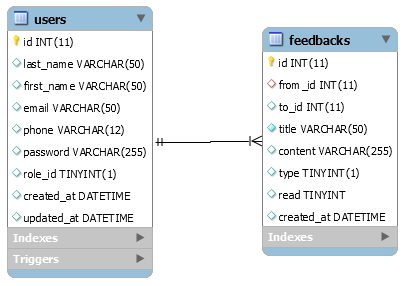 users
id INT(11)
last_name VARCHAR(50)
first_name VARCHAR(50)
email VARCHAR(50)
phone VARCHAR(12)
password VARCHAR(255)
role_id TINYINT(1)
created_at DATETIME
updated_at DATETIME
Indexes
Triggers
feedbacks
id INT(11)
from_id INT(11)
to_id INT(11)
title VARCHAR(50)
content VARCHAR(255)
type TINYINT(1)
read TINYINT
created_at DATETIME
Indexes